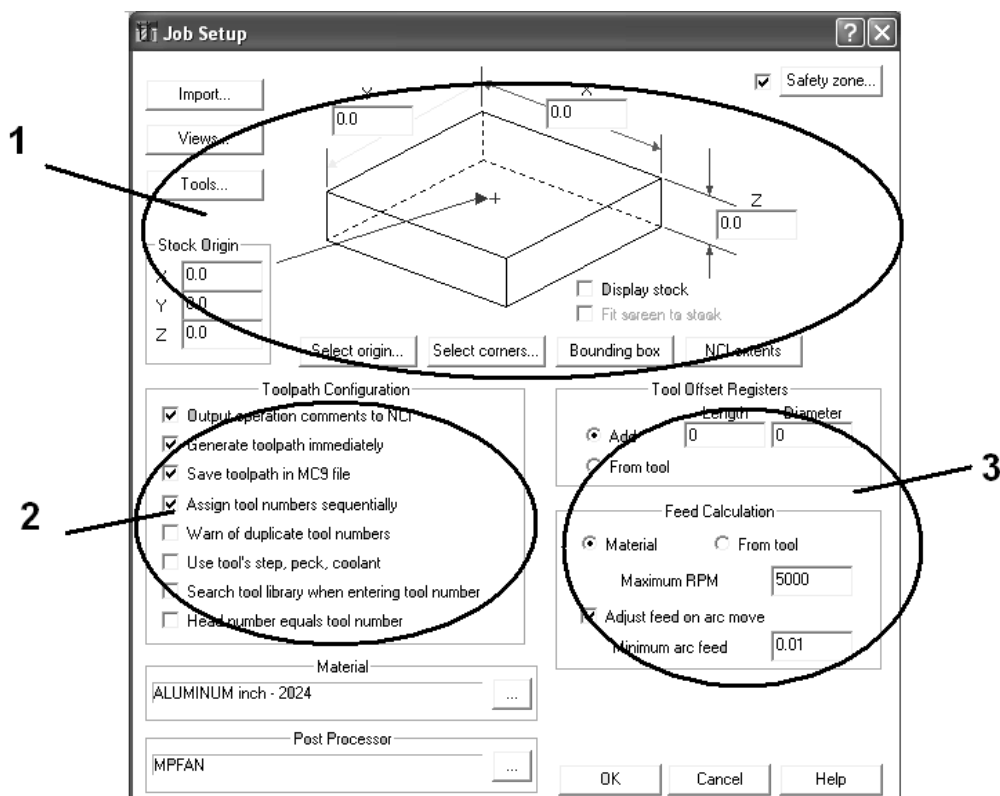 Job Setup
Import...
X
X
Safety zone...
0.0
0.0
1
Views...
Tools...
Z
0.0
Stock Origin
X 0.0
Y 0.0
Z 0.0
Display stock
Fit screen to stock
Select origin...
Select corners...
Bounding box
NCI extents
Toolpath Configuration
Output operation comments to NCI
Generate toolpath immediately
Save toolpath in MC9 file
Assign tool numbers sequentially
Warn of duplicate tool numbers
Use tool's step, peck, coolant
Search tool library when entering tool number
Head number equals tool number
2
Tool Offset Registers
Length Diameter
Add 0 0
From tool
3
Feed Calculation
Material From tool
Maximum RPM 5000
Adjust feed on arc move
Minimum arc feed 0.01
Material
ALUMINUM inch - 2024 ...
Post Processor
MPFAN ...
OK Cancel Help